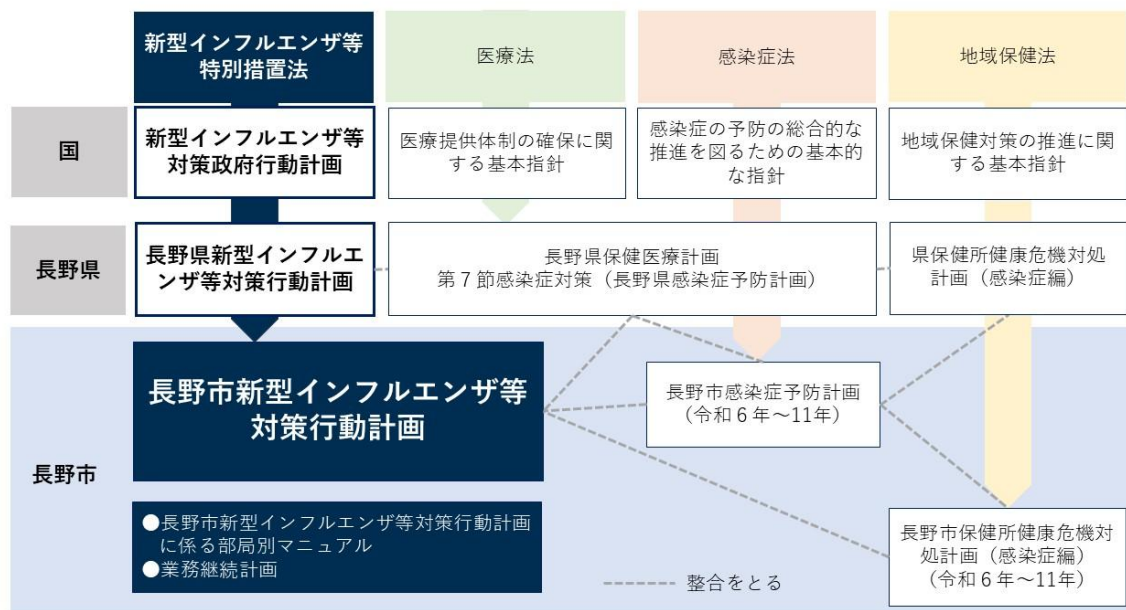 新型インフルエンザ等
特別措置法
医療法
感染症法
地域保健法
国
新型インフルエンザ等
対策政府行動計画
医療提供体制の確保に関
する基本指針
感染症の予防の総合的な
推進を図るための基本的
な指針
地域保健対策の推進に関
する基本指針
長野県
長野県新型インフルエ
ンザ等対策行動計画
長野県保健医療計画
第7節感染症対策（長野県感染症予防計画）
県保健所健康危機対処
計画（感染症編）
長野市
長野市新型インフルエンザ等
対策行動計画
長野市感染症予防計画
（令和6年～11年）
●長野市新型インフルエンザ等対策行動計画
に係る部局別マニュアル
●業務継続計画
長野市保健所健康危機対
処計画（感染症編）
（令和6年～11年）
整合をとる